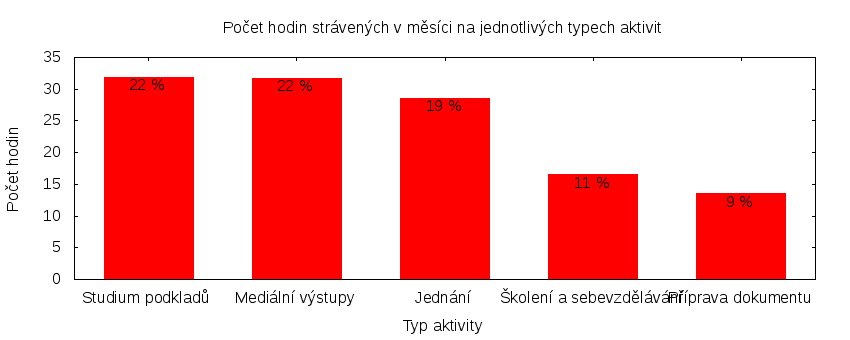 Počet hodin strávených v měsíci na jednotlivých typech aktivit
35
30
25
20
15
10
5
0
Počet hodin
22 %
22 %
19 %
11 %
9 %
Studium podkladů
Mediální výstupy
Jednání
Školení a sebevzdělávání
Příprava dokumentu
Typ aktivity